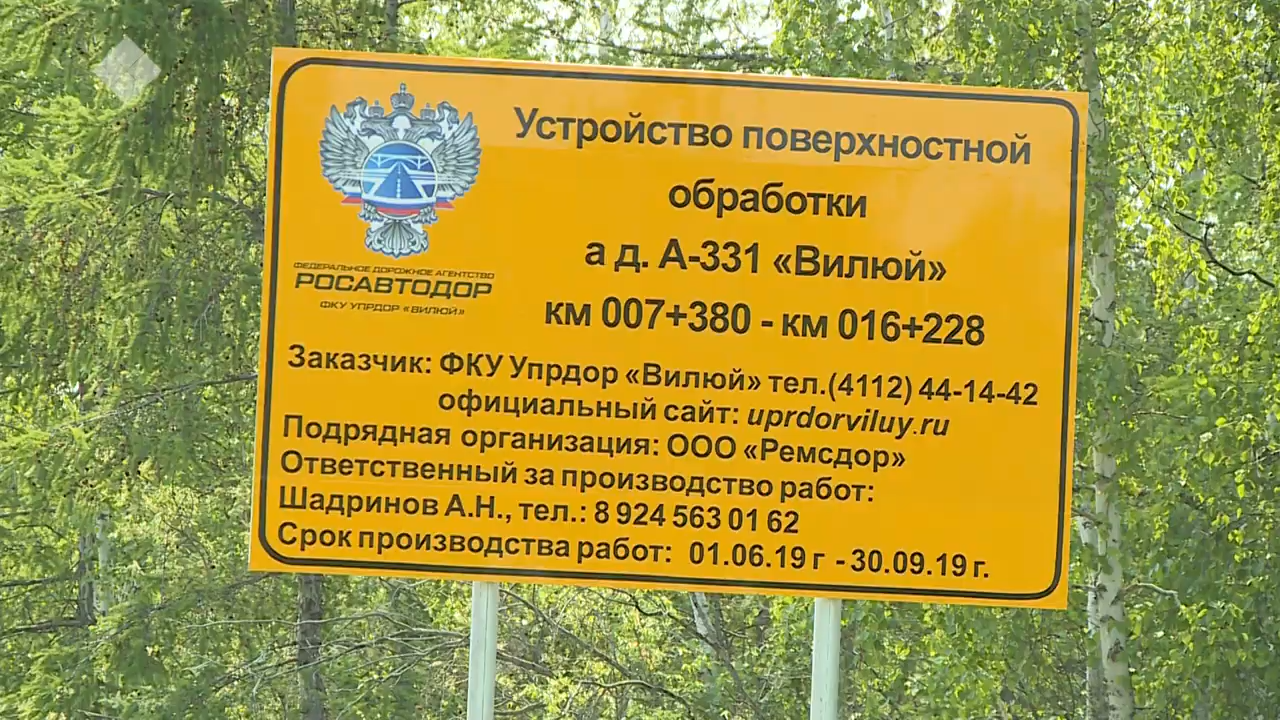 Устройство поверхностной
обработки
а д. А-331 «Вилюй»
км 007+380 - км 016+228
ФЕДЕРАЛЬНОЕ ДОРОЖНОЕ АГЕНТСТВО
РОСАВТОДОР
ФКУ УПРДОР «ВИЛЮЙ»
Заказчик: ФКУ Упрдор «Вилюй» тел.(4112) 44-14-42
официальный сайт: uprdorviluy.ru
Подрядная организация: ООО «Ремсдор»
Ответственный за производство работ:
Шадринов А.Н., тел.: 8 924 563 01 62
Срок производства работ: 01.06.19 г - 30.09.19 г.